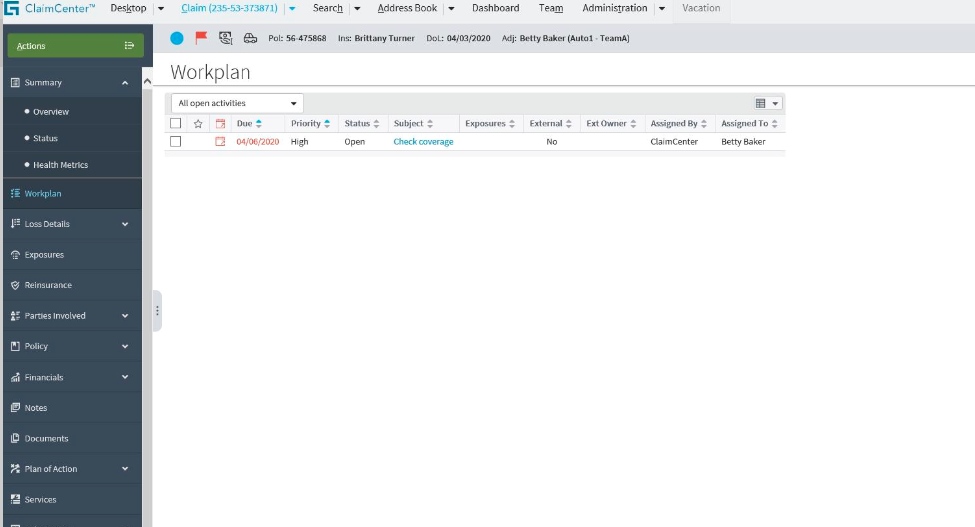 ClaimCenter™ Desktop Claim (235-53-373871) Search Address Book Dashboard Team Administration Vacation
Actions
Pol: 56-475868 Ins: Brittany Turner DoL: 04/03/2020 Adj: Betty Baker (Auto1 - TeamA)
Summary
Overview
Status
Health Metrics
Workplan
Loss Details
Exposures
Reinsurance
Parties Involved
Policy
Financials
Notes
Documents
Plan of Action
Services
Workplan
All open activities
Due Priority Status Subject Exposures External Ext Owner Assigned By Assigned To
04/06/2020 High Open Check coverage No ClaimCenter Betty Baker